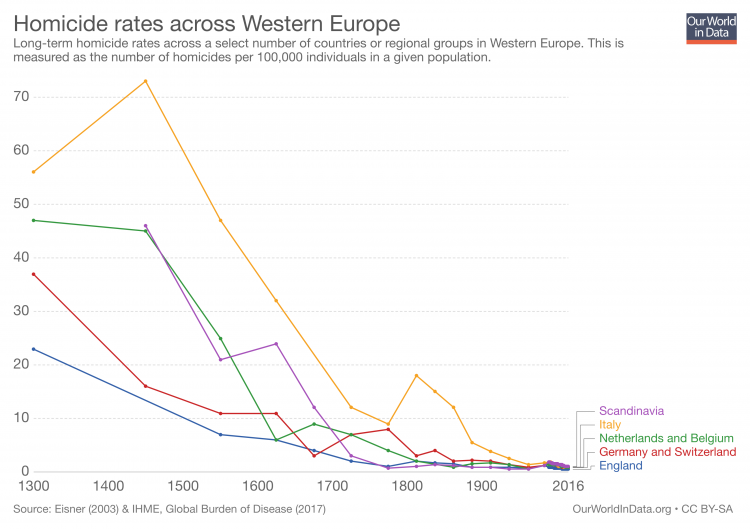 Homicide rates across Western Europe
Our World
in Data
Long-term homicide rates across a select number of countries or regional groups in Western Europe. This is
measured as the number of homicides per 100,000 individuals in a given population.
70
60
50
40
30
20
10
0
Scandinavia
Italy
Netherlands and Belgium
Germany and Switzerland
England
1300 1400 1500 1600 1700 1800 1900 2016
Source: Eisner (2003) & IHME, Global Burden of Disease (2017)
OurWorldInData.org • CC BY-SA